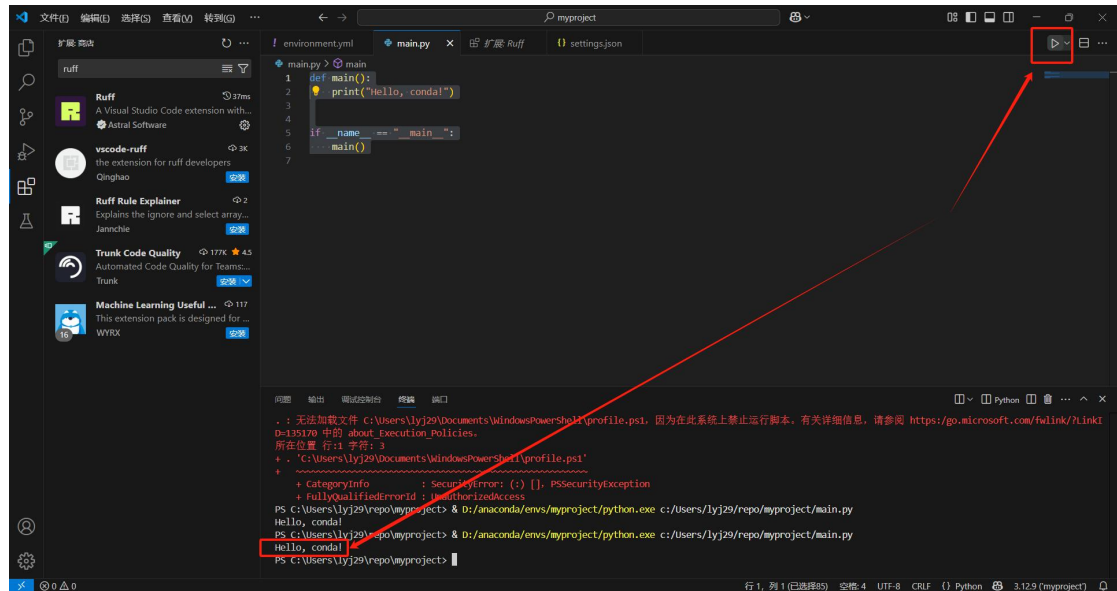 文件(F) 编辑(E) 选择(S) 查看(V) 转到(G) ··· myproject
扩展: 商店
ruff
Ruff 37ms
A Visual Studio Code extension with...
Astral Software
vscode-ruff 3K
the extension for ruff developers
Qinghao 安装
Ruff Rule Explainer 2
Explains the ignore and select array...
Jannchie 安装
Trunk Code Quality 177K 4.5
Automated Code Quality for Teams:...
Trunk 安装
Machine Learning Useful ... 117
This extension pack is designed for ...
WYRX 安装
16
! environment.yml main.py × 扩展: Ruff {} settings.json
main.py > main
1 def main():
2 print("Hello, conda!")
3
4
5 if __name__ == "__main__":
6 main()
7
问题 输出 调试控制台 终端 端口 Python
. : 无法加载文件 C:\Users\lyj29\Documents\WindowsPowerShell\profile.ps1，因为在此系统上禁止运行脚本。有关详细信息，请参阅 https:/go.microsoft.com/fwlink/?LinkI
D=135170 中的 about_Execution_Policies。
所在位置 行:1 字符: 3
+ . 'C:\Users\lyj29\Documents\WindowsPowerShell\profile.ps1'
+ ~~~~~~~~~~~~~~~~~~~~~~~~~~~~~~~~~~~~~~~~~~~~~~~~~~~~~~~~
+ CategoryInfo : SecurityError: (:) []，PSSecurityException
+ FullyQualifiedErrorId : UnauthorizedAccess
PS C:\Users\lyj29\repo\myproject> & D:/anaconda/envs/myproject/python.exe c:/Users/lyj29/repo/myproject/main.py
Hello, conda!
PS C:\Users\lyj29\repo\myproject> & D:/anaconda/envs/myproject/python.exe c:/Users/lyj29/repo/myproject/main.py
Hello, conda!
PS C:\Users\lyj29\repo\myproject>
0 0 行 1, 列 1 (已选择85) 空格: 4 UTF-8 CRLF {} Python 3.12.9 ('myproject')